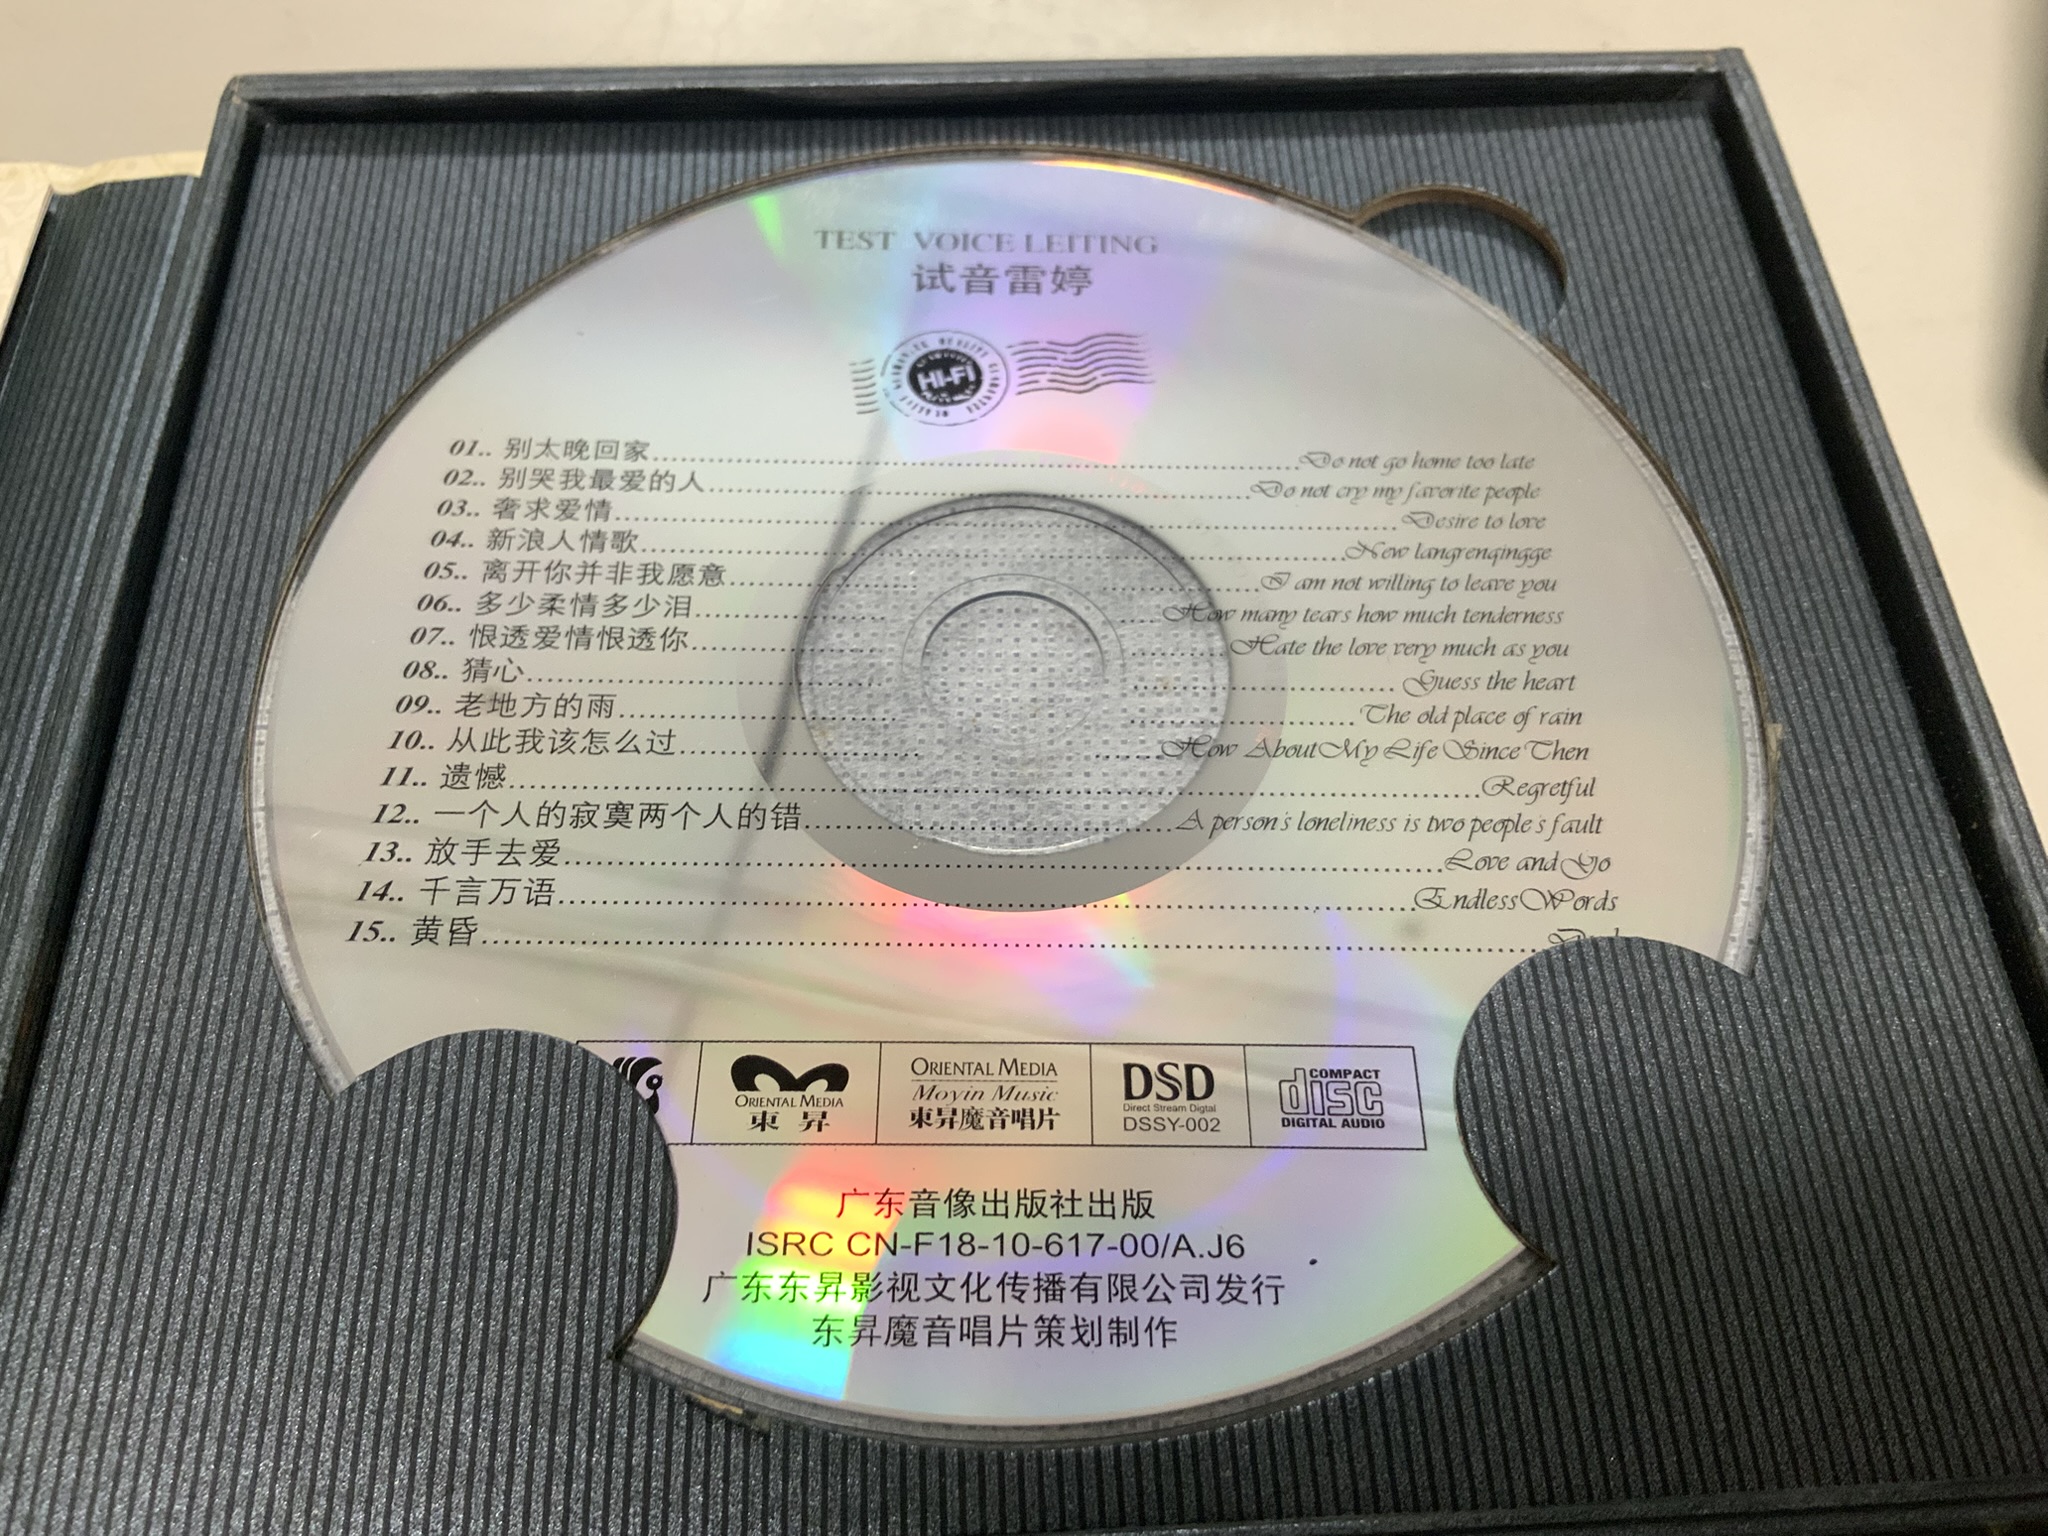 TEST VOICE LEITING
试音雷婷
HI-FI
01.. 别太晚回家 Do not go home too late
02.. 别哭我最爱的人 Do not cry my favorite people
03.. 奢求爱情 Desire to love
04.. 新浪人情歌 New langrenqingge
05.. 离开你并非我愿意 I am not willing to leave you
06.. 多少柔情多少泪 How many tears how much tenderness
07.. 恨透爱情恨透你 Hate the love very much as you
08.. 猜心 Guess the heart
09.. 老地方的雨 The old place of rain
10.. 从此我该怎么过 How About My Life Since Then
11.. 遗憾 Regretful
12.. 一个人的寂寞两个人的错 A person's loneliness is two people's fault
13.. 放手去爱 Love and Go
14.. 千言万语 Endless Words
15.. 黄昏
ORIENTAL MEDIA
東昇
ORIENTAL MEDIA
Moyin Music
東昇魔音唱片
DSD
Direct Stream Digtal
DSSY-002
COMPACT
disc
DIGITAL AUDIO
广东音像出版社出版
ISRC CN-F18-10-617-00/A.J6
广东东昇影视文化传播有限公司发行
东昇魔音唱片策划制作